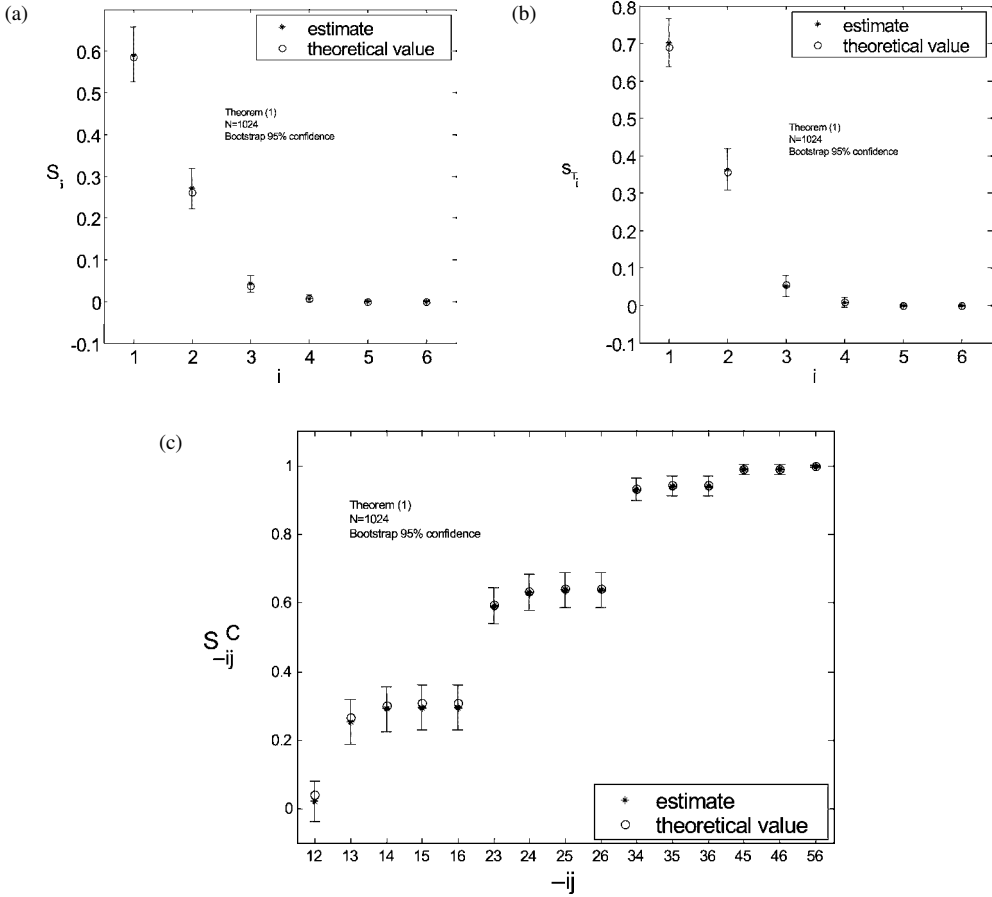 (a)
estimate
theoretical value
0.6
0.5
0.4
0.3
0.2
0.1
0
-0.1
Theorem (1)
N=1024
Bootstrap 95% confidence
S_i
1 2 3 4 5 6
i
(b)
estimate
theoretical value
0.8
0.7
0.6
0.5
0.4
0.3
0.2
0.1
0
-0.1
Theorem (1)
N=1024
Bootstrap 95% confidence
S_Ti
1 2 3 4 5 6
i
(c)
1
0.8
0.6
0.4
0.2
0
Theorem (1)
N=1024
Bootstrap 95% confidence
S^C_–ij
estimate
theoretical value
12 13 14 15 16 23 24 25 26 34 35 36 45 46 56
–ij